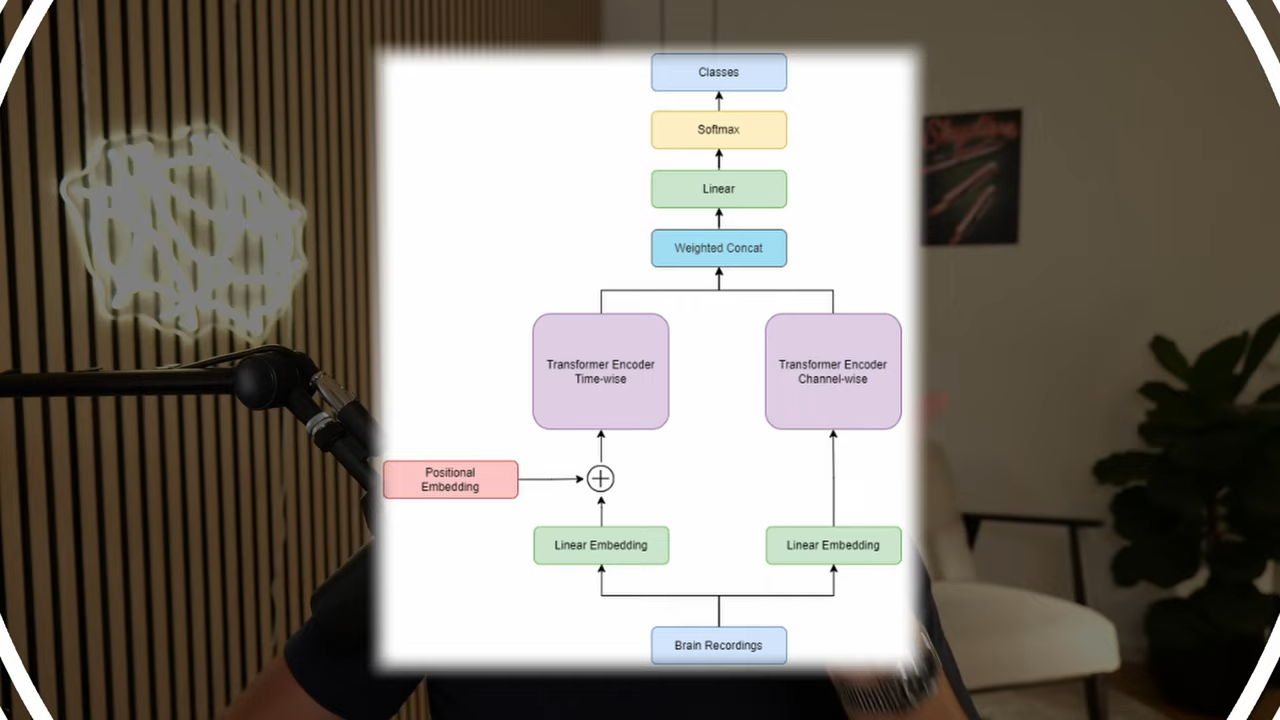 Classes
Softmax
Linear
Weighted Concat
Transformer Encoder
Time-wise
Transformer Encoder
Channel-wise
Positional
Embedding
Linear Embedding
Linear Embedding
Brain Recordings